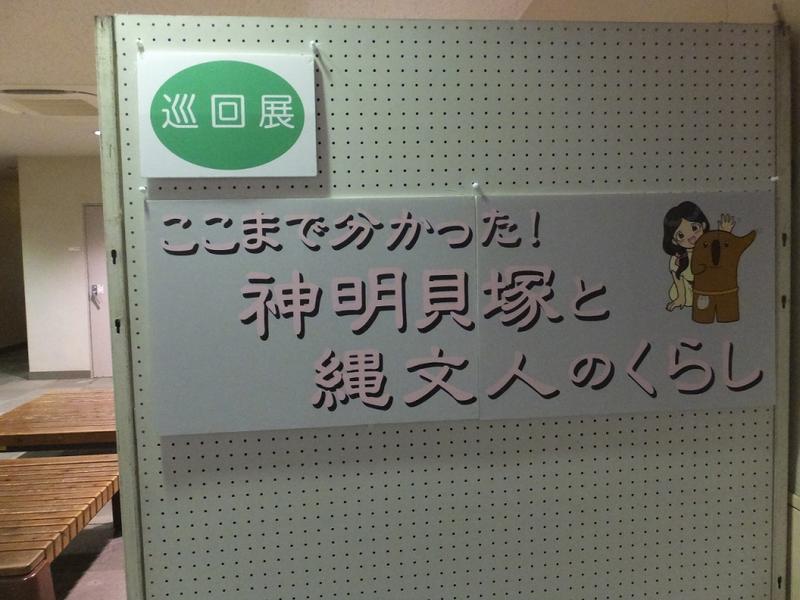 巡回展
ここまで分かった!
神明貝塚と
縄文人のくらし